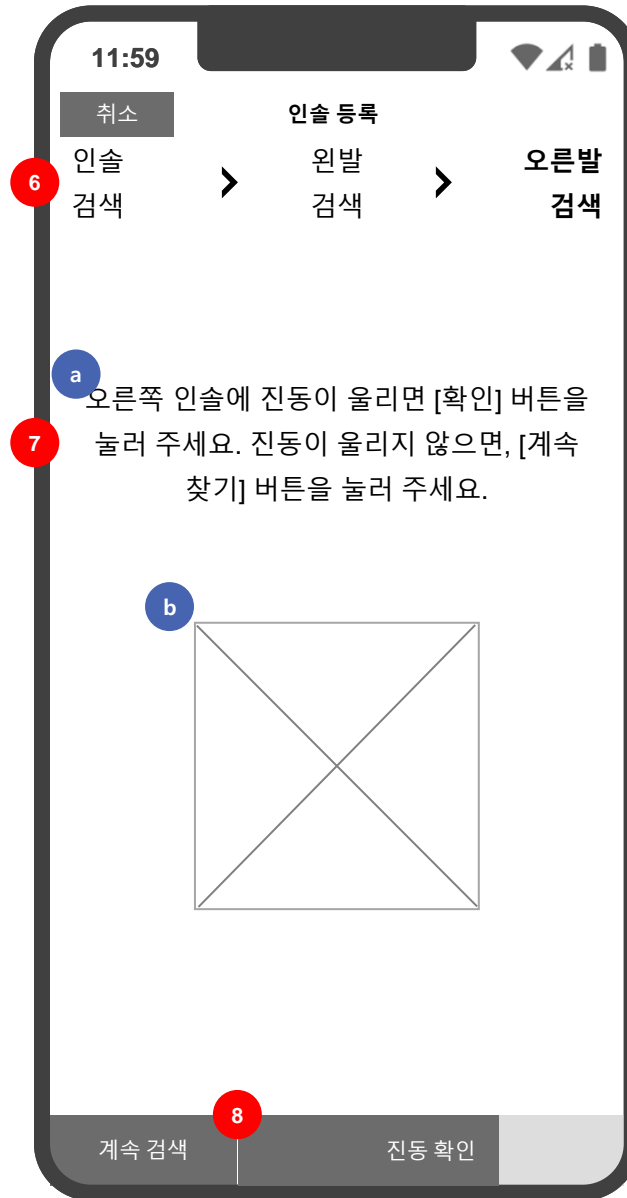 11:59
취소
인솔 등록
6
인솔
검색
왼발
검색
오른발
검색
a
오른쪽 인솔에 진동이 울리면 [확인] 버튼을
7
눌러 주세요. 진동이 울리지 않으면, [계속
찾기] 버튼을 눌러 주세요.
b
8
계속 검색
진동 확인